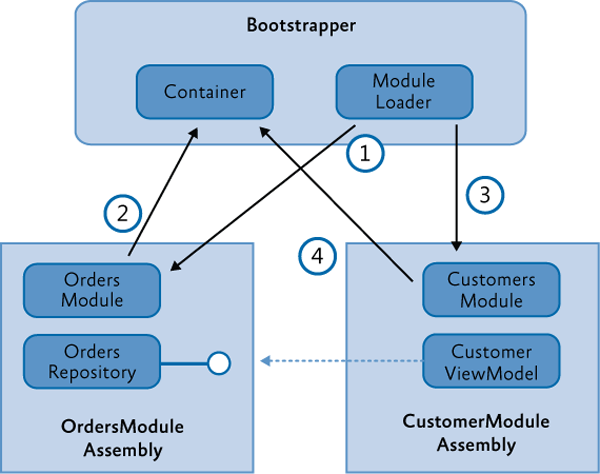 Bootstrapper
Container
Module
Loader
1
2
3
4
Orders
Module
Customers
Module
Orders
Repository
Customer
ViewModel
OrdersModule
Assembly
CustomerModule
Assembly